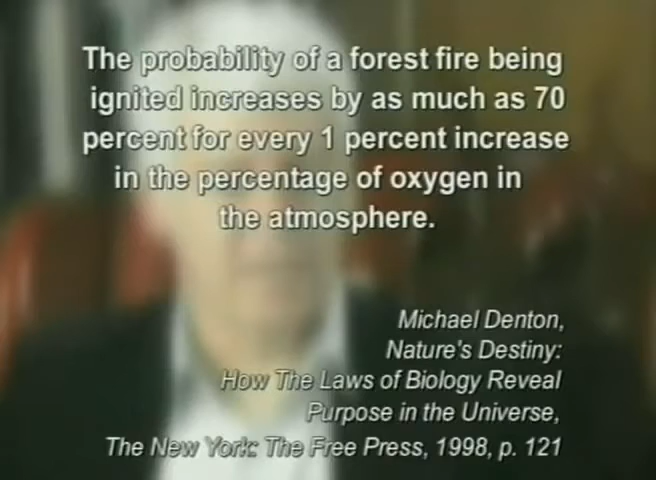 The probability of a forest fire being
ignited increases by as much as 70
percent for every 1 percent increase
in the percentage of oxygen in
the atmosphere.
Michael Denton,
Nature's Destiny:
How The Laws of Biology Reveal
Purpose in the Universe,
The New York: The Free Press, 1998, p. 121